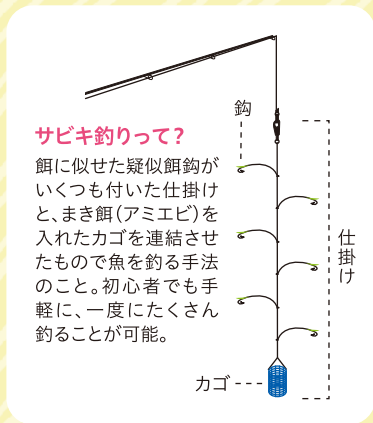 サビキ釣りって?
餌に似せた疑似餌鈎が
いくつも付いた仕掛け
と、まき餌(アミエビ)を
入れたカゴを連結させ
たもので魚を釣る手法
のこと。初心者でも手
軽に、一度にたくさん
釣ることが可能。
鈎
仕掛け
カゴ